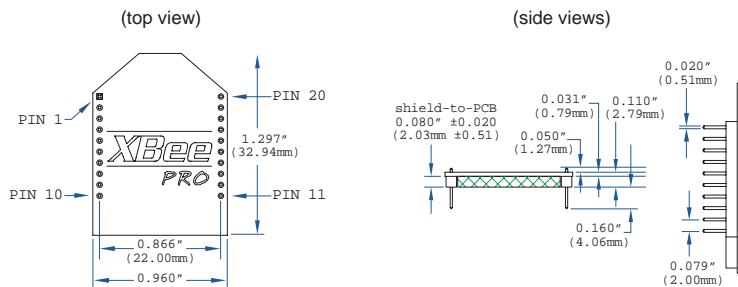 (top view)
(side views)
PIN 1
PIN 20
PIN 10
PIN 11
XBee
PRO
1.297"
(32.94mm)
0.866"
(22.00mm)
0.960"
shield-to-PCB
0.080" ±0.020
(2.03mm ±0.51)
0.050"
(1.27mm)
0.031"
(0.79mm)
0.110"
(2.79mm)
0.160"
(4.06mm)
0.020"
(0.51mm)
0.079"
(2.00mm)